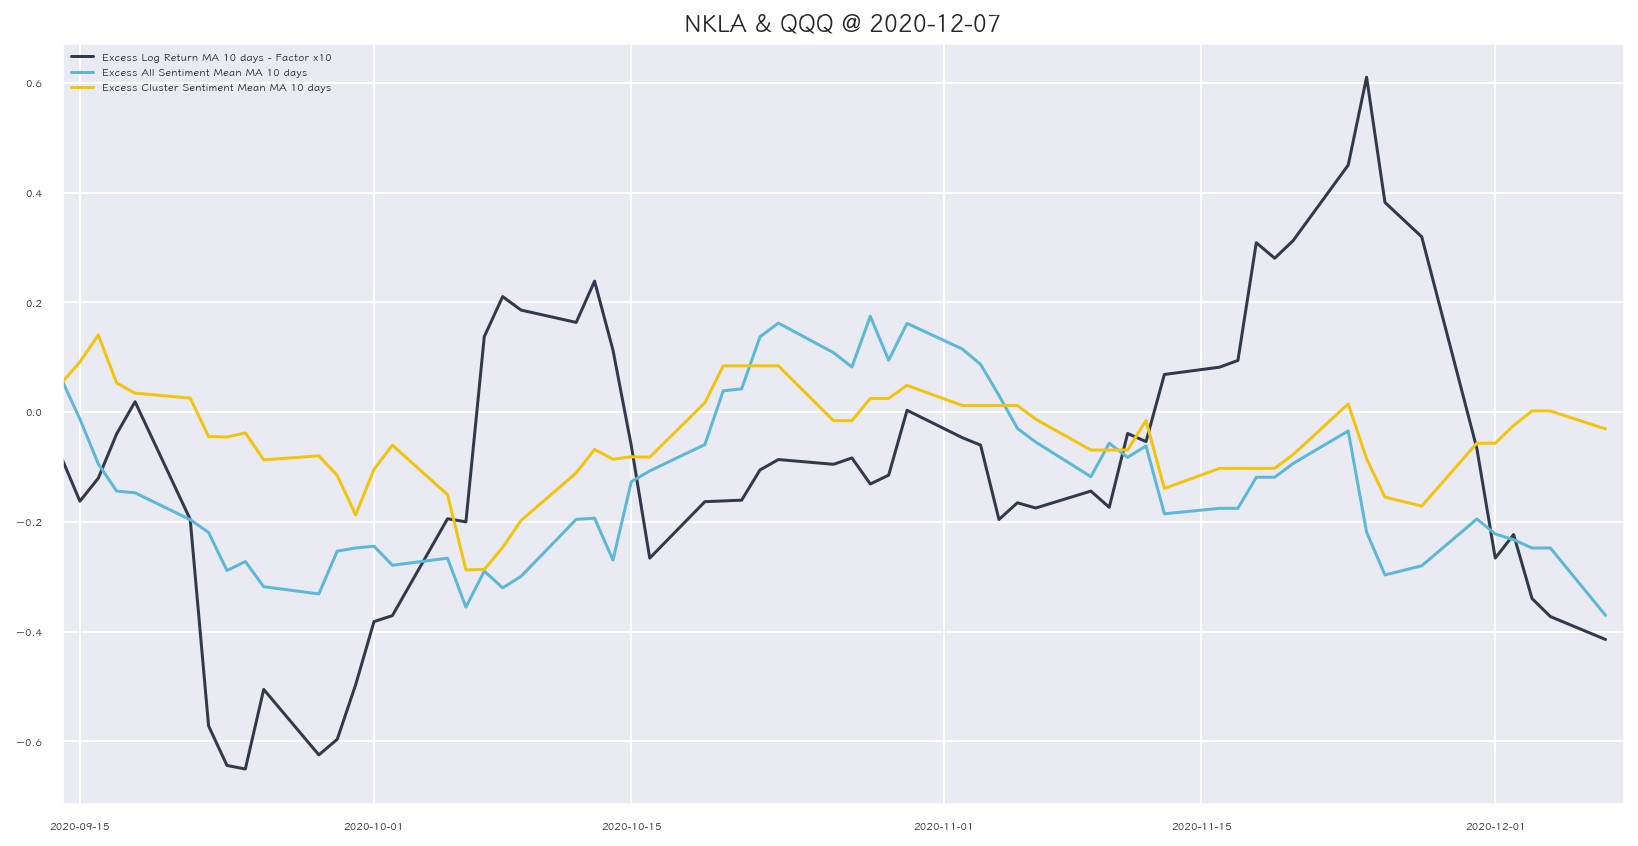 NKLA & QQQ @ 2020-12-07
Excess Log Return MA 10 days - Factor x10
Excess All Sentiment Mean MA 10 days
Excess Cluster Sentiment Mean MA 10 days
0.6
0.4
0.2
0.0
−0.2
−0.4
−0.6
2020-09-15 2020-10-01 2020-10-15 2020-11-01 2020-11-15 2020-12-01